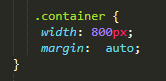 .container {
width: 800px;
margin:  auto;
}